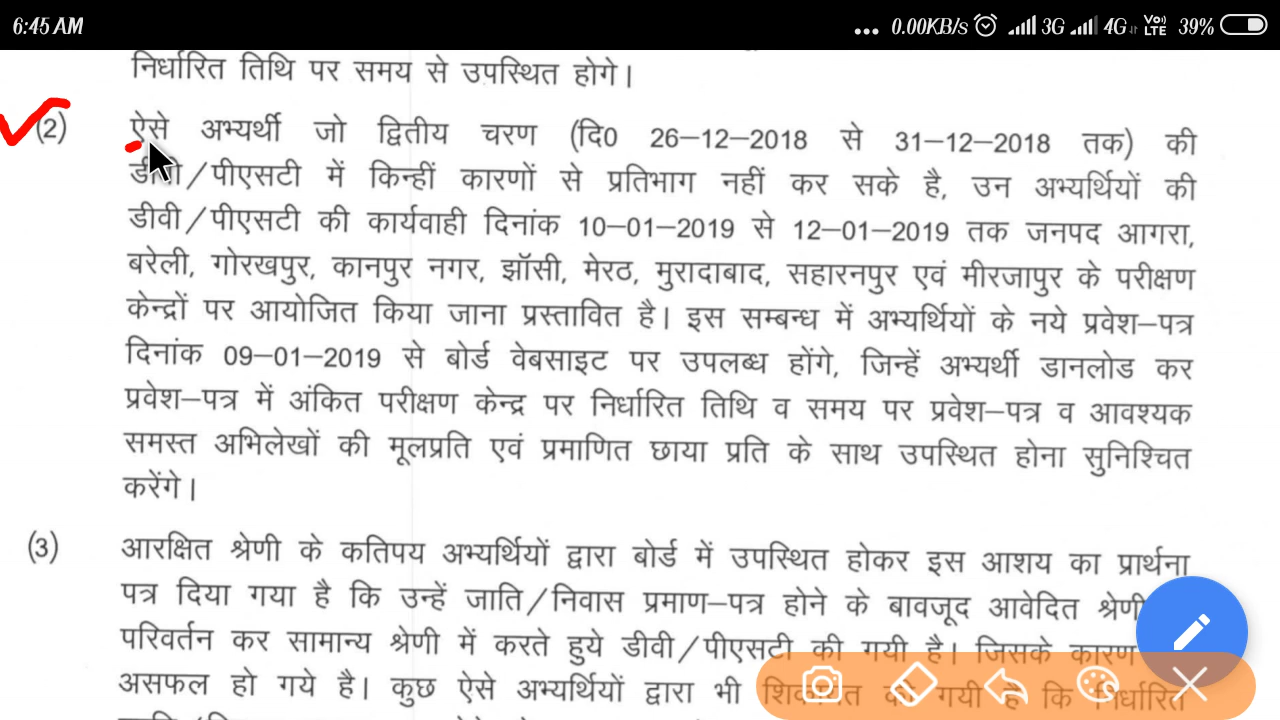 6:45 AM ... 0.00KB/s 3G 4G VoLTE 39%
निर्धारित तिथि पर समय से उपस्थित होगे।
(2) ऐसे अभ्यर्थी जो द्वितीय चरण (दि0 26–12–2018 से 31–12–2018 तक) की
डीवी/पीएसटी में किन्हीं कारणों से प्रतिभाग नहीं कर सके है, उन अभ्यर्थियों की
डीवी/पीएसटी की कार्यवाही दिनांक 10–01–2019 से 12–01–2019 तक जनपद आगरा,
बरेली, गोरखपुर, कानपुर नगर, झॉसी, मेरठ, मुरादाबाद, सहारनपुर एवं मीरजापुर के परीक्षण
केन्द्रों पर आयोजित किया जाना प्रस्तावित है। इस सम्बन्ध में अभ्यर्थियों के नये प्रवेश–पत्र
दिनांक 09–01–2019 से बोर्ड वेबसाइट पर उपलब्ध होंगे, जिन्हें अभ्यर्थी डानलोड कर
प्रवेश–पत्र में अंकित परीक्षण केन्द्र पर निर्धारित तिथि व समय पर प्रवेश–पत्र व आवश्यक
समस्त अभिलेखों की मूलप्रति एवं प्रमाणित छाया प्रति के साथ उपस्थित होना सुनिश्चित
करेंगे।
(3) आरक्षित श्रेणी के कतिपय अभ्यर्थियों द्वारा बोर्ड में उपस्थित होकर इस आशय का प्रार्थना
पत्र दिया गया है कि उन्हें जाति/निवास प्रमाण–पत्र होने के बावजूद आवेदित श्रेणी
परिवर्तन कर सामान्य श्रेणी में करते हुये डीवी/पीएसटी की गयी है। जिसके कारण
असफल हो गये है। कुछ ऐसे अभ्यर्थियों द्वारा भी शिकायत की गयी है कि निर्धारित